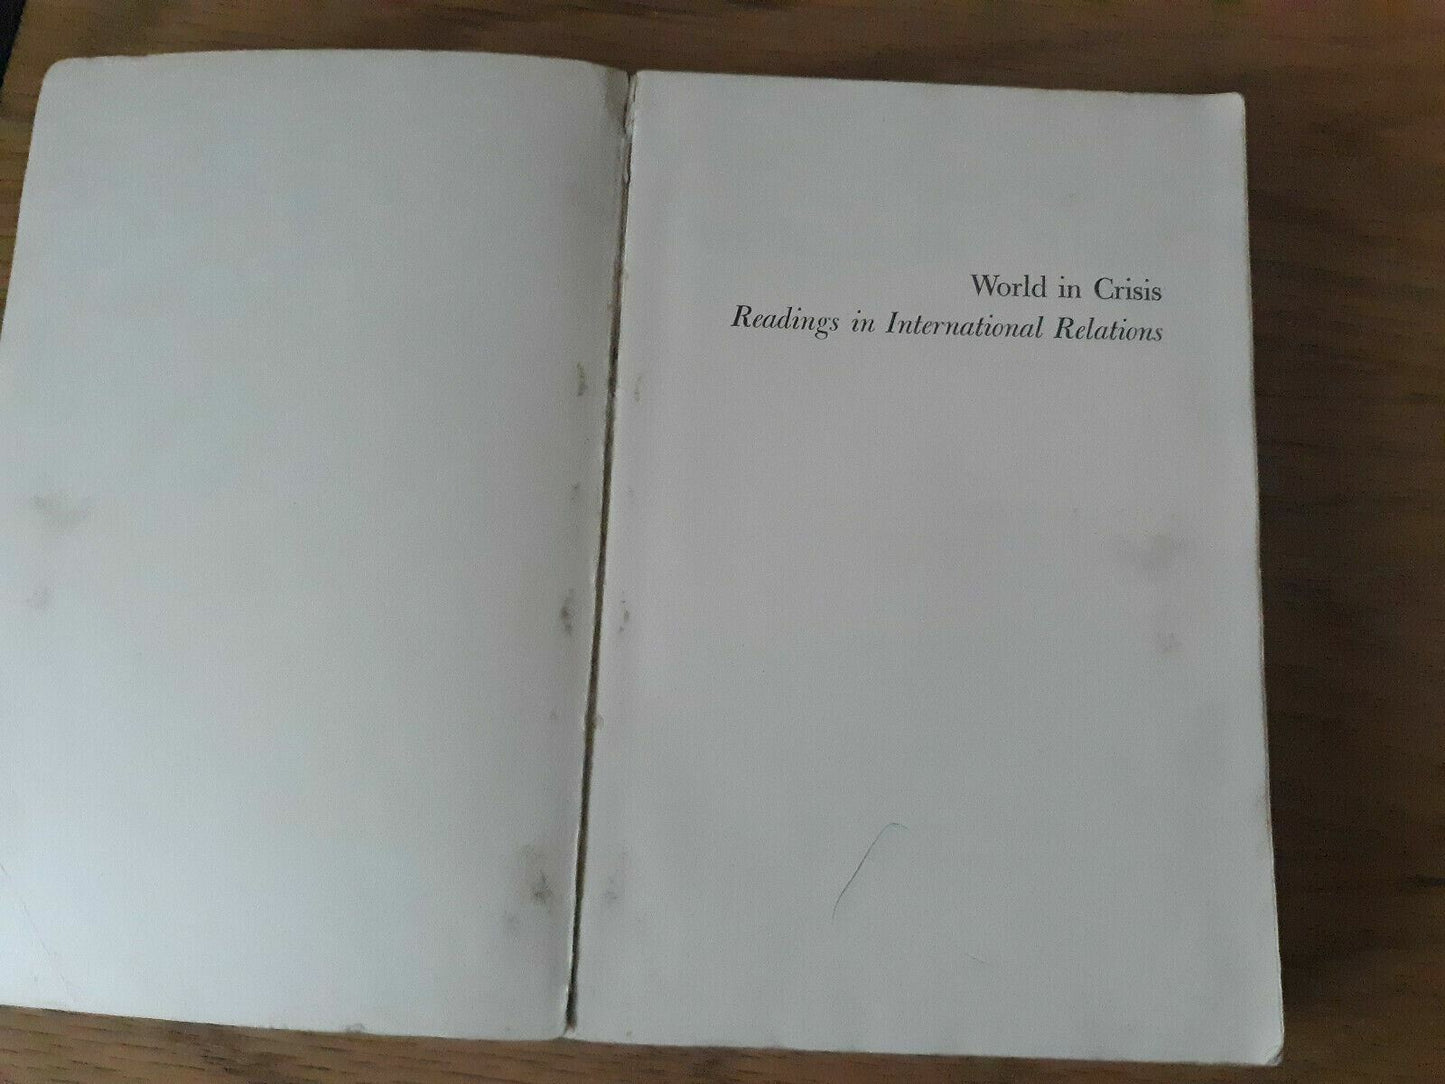 World in Crisis
Readings in International Relations